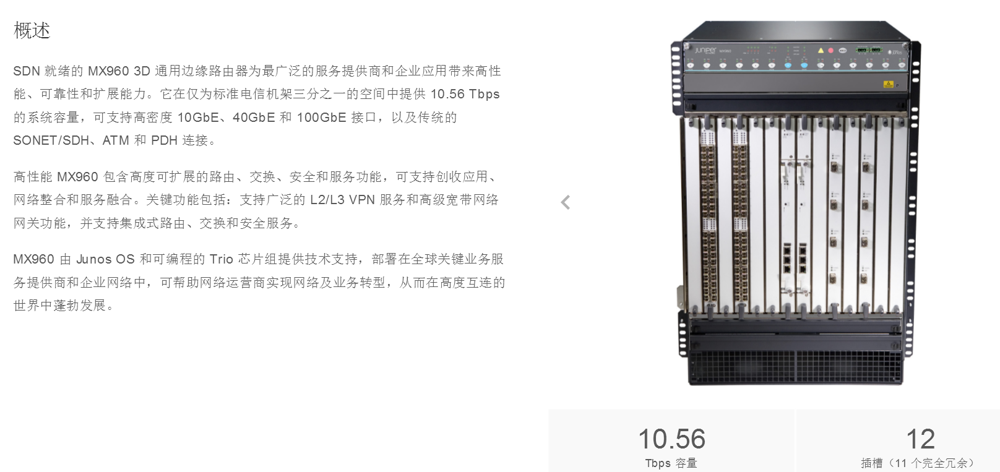 概述
SDN 就绪的 MX960 3D 通用边缘路由器为最广泛的服务提供商和企业应用带来高性
能、可靠性和扩展能力。它在仅为标准电信机架三分之一的空间中提供 10.56 Tbps
的系统容量，可支持高密度 10GbE、40GbE 和 100GbE 接口，以及传统的
SONET/SDH、ATM 和 PDH 连接。
高性能 MX960 包含高度可扩展的路由、交换、安全和服务功能，可支持创收应用、
网络整合和服务融合。关键功能包括：支持广泛的 L2/L3 VPN 服务和高级宽带网络
网关功能，并支持集成式路由、交换和安全服务。
MX960 由 Junos OS 和可编程的 Trio 芯片组提供技术支持，部署在全球关键业务服
务提供商和企业网络中，可帮助网络运营商实现网络及业务转型，从而在高度互连的
世界中蓬勃发展。
JUNIPEr MX960
10.56
Tbps 容量
12
插槽（11 个完全冗余）